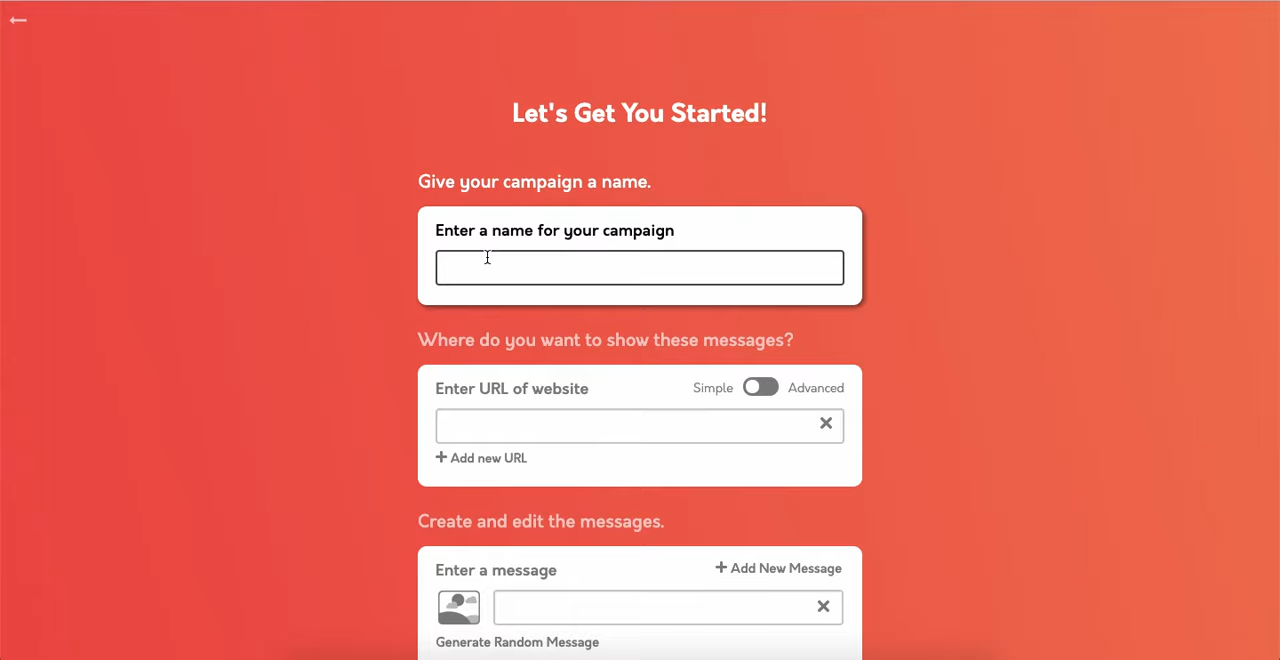 Let's Get You Started!
Give your campaign a name.
Enter a name for your campaign
Where do you want to show these messages?
Enter URL of website
Simple
Advanced
+ Add new URL
Create and edit the messages.
Enter a message
+ Add New Message
Generate Random Message